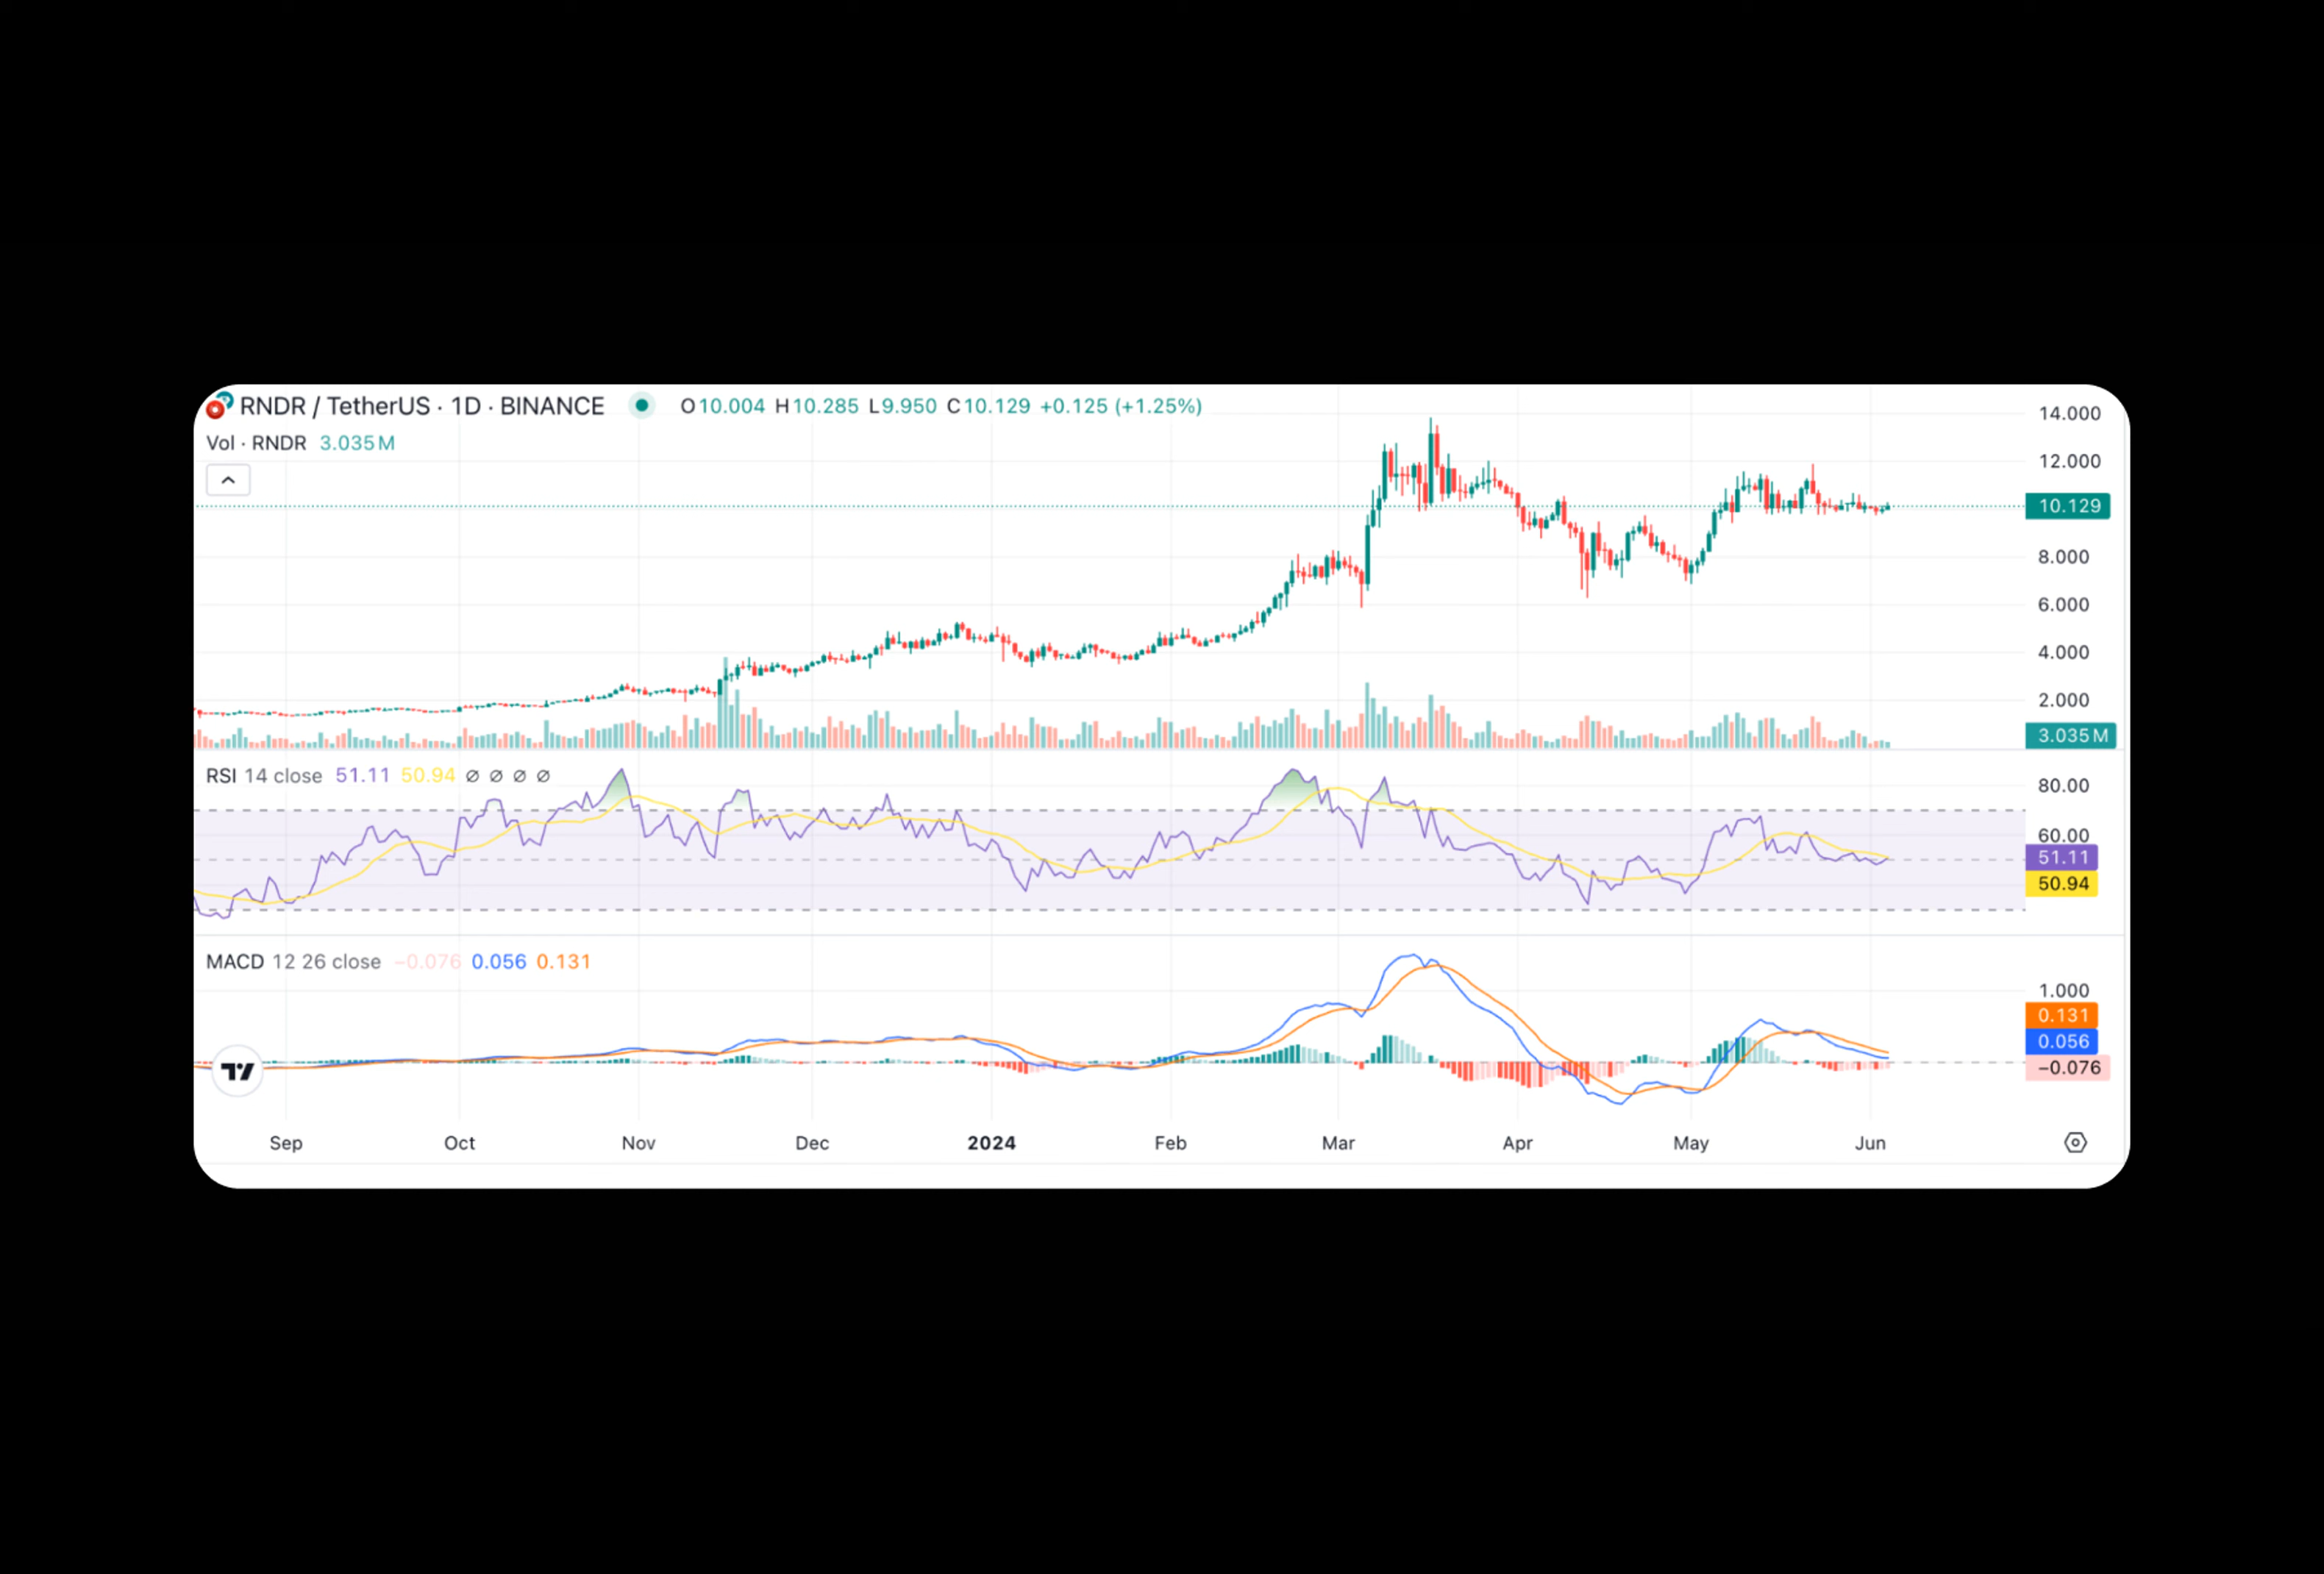 RNDR / TetherUS · 1D · BINANCE O10.004 H10.285 L9.950 C10.129 +0.125 (+1.25%)
Vol · RNDR 3.035M
14.000
12.000
10.129
8.000
6.000
4.000
2.000
3.035M
RSI 14 close 51.11 50.94 ∅ ∅ ∅ ∅
80.00
60.00
51.11
50.94
MACD 12 26 close −0.076 0.056 0.131
1.000
0.131
0.056
−0.076
Sep Oct Nov Dec 2024 Feb Mar Apr May Jun